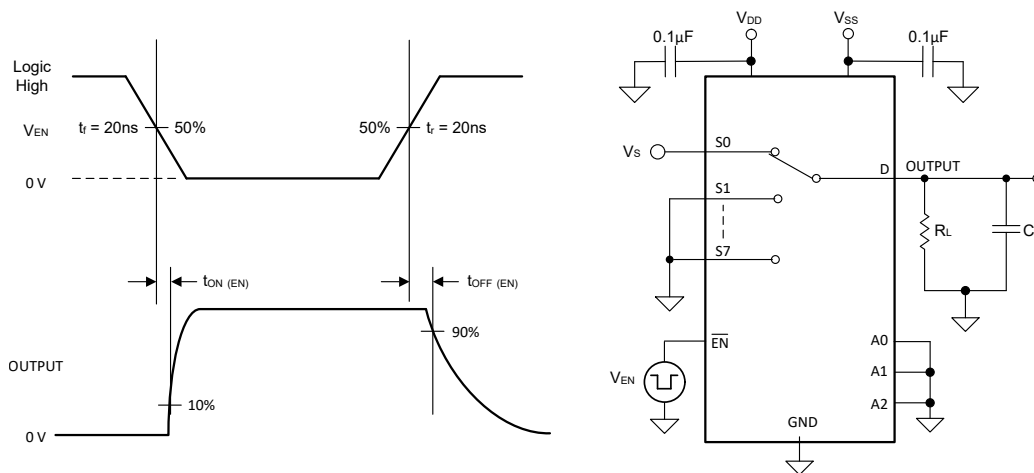 Logic
High
VEN
tf = 20ns
50%
50%
tr = 20ns
0 V
tON (EN)
tOFF (EN)
OUTPUT
90%
10%
0 V
VDD
VSS
0.1µF
0.1µF
VS
S0
S1
S7
D
OUTPUT
RL
C
EN
VEN
A0
A1
A2
GND